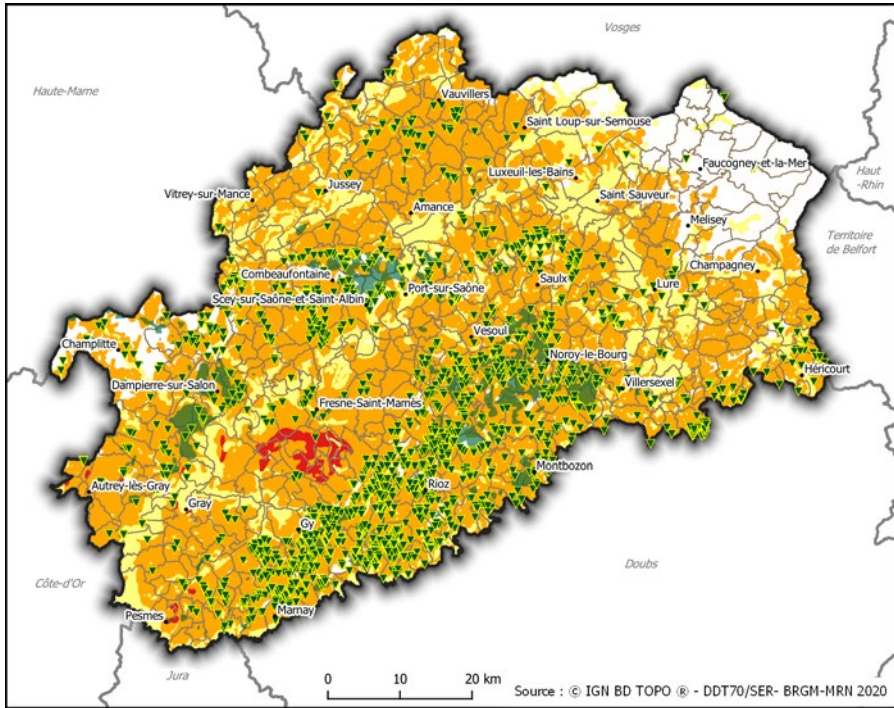 Vosges
Haute-Marne
Vauvillers
Saint Loup-sur-Semouse
Faucogney-et-la-Mer
Haut
-Rhin
Luxeuil-les-Bains
Jussey
Vitrey-sur-Mance
Saint Sauveur
Amance
Melisey
Territoire
de Belfort
Combeaufontaine
Champagney
Port-sur-Saône
Saulx
Lure
Scey-sur-Saône-et-Saint-Albin
Vesoul
Champlitte
Noroy-le-Bourg
Héricourt
Dampierre-sur-Salon
Villersexel
Fresne-Saint-Mamès
Montbozon
Autrey-lès-Gray
Rioz
Gray
Gy
Doubs
Côte-d'Or
Pesmes
Marnay
Jura
0 10 20 km
Source : © IGN BD TOPO ® - DDT70/SER- BRGM-MRN 2020